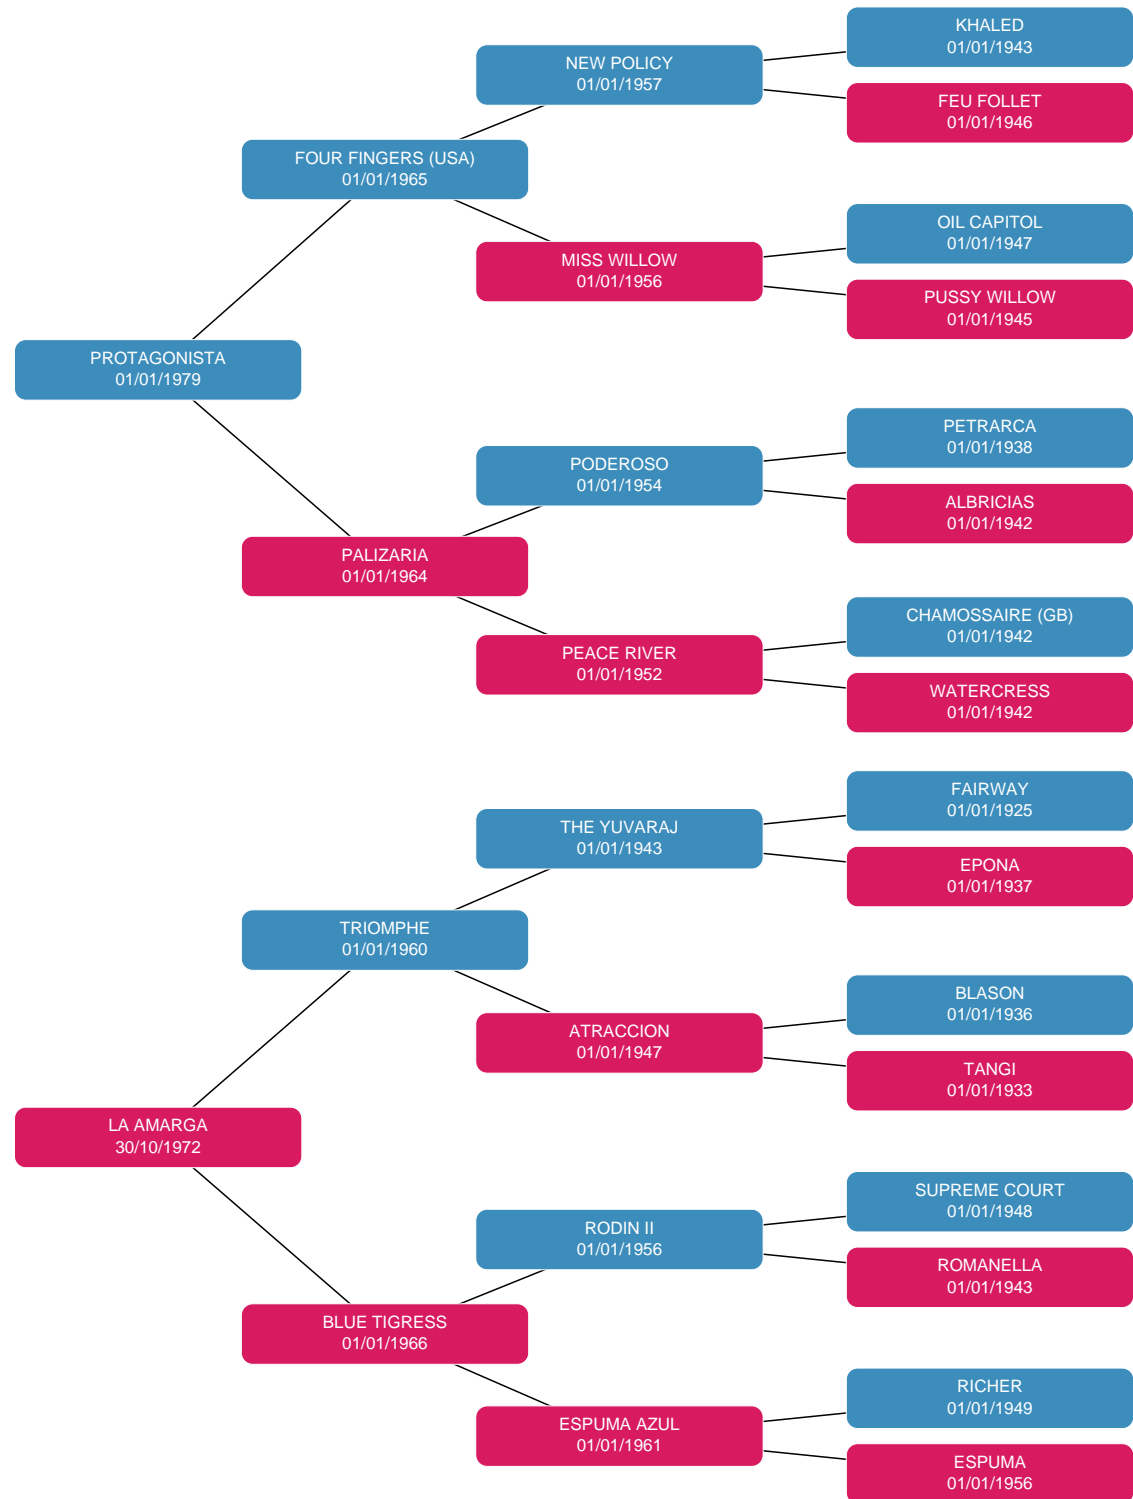 KHALED
01/01/1943
NEW POLICY
01/01/1957
FEU FOLLET
01/01/1946
FOUR FINGERS (USA)
01/01/1965
OIL CAPITOL
01/01/1947
MISS WILLOW
01/01/1956
PUSSY WILLOW
01/01/1945
PROTAGONISTA
01/01/1979
PETRARCA
01/01/1938
PODEROSO
01/01/1954
ALBRICIAS
01/01/1942
PALIZARIA
01/01/1964
CHAMOSSAIRE (GB)
01/01/1942
PEACE RIVER
01/01/1952
WATERCRESS
01/01/1942
FAIRWAY
01/01/1925
THE YUVARAJ
01/01/1943
EPONA
01/01/1937
TRIOMPHE
01/01/1960
BLASON
01/01/1936
ATRACCION
01/01/1947
TANGI
01/01/1933
LA AMARGA
30/10/1972
SUPREME COURT
01/01/1948
RODIN II
01/01/1956
ROMANELLA
01/01/1943
BLUE TIGRESS
01/01/1966
RICHER
01/01/1949
ESPUMA AZUL
01/01/1961
ESPUMA
01/01/1956